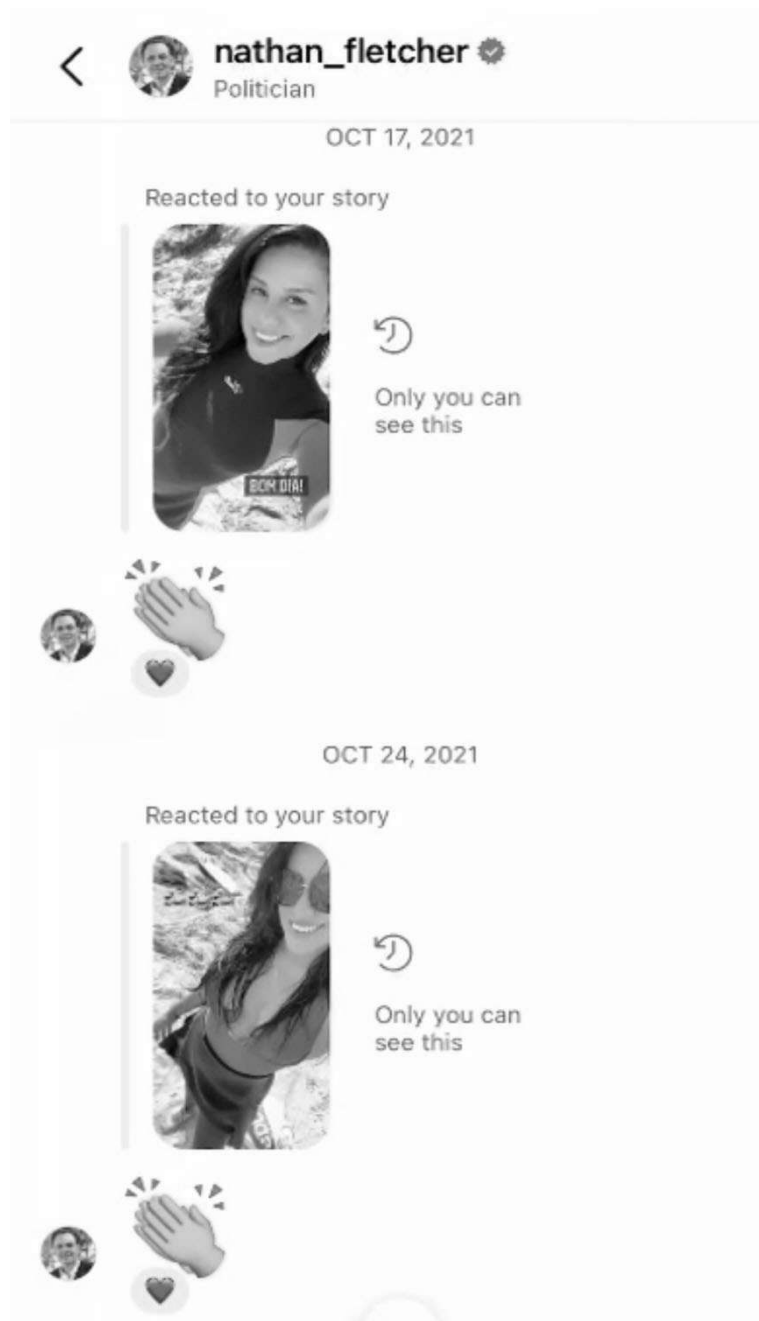 nathan_fletcher
Politician
OCT 17, 2021
Reacted to your story
BOM DIA!
Only you can
see this
OCT 24, 2021
Reacted to your story
Only you can
see this